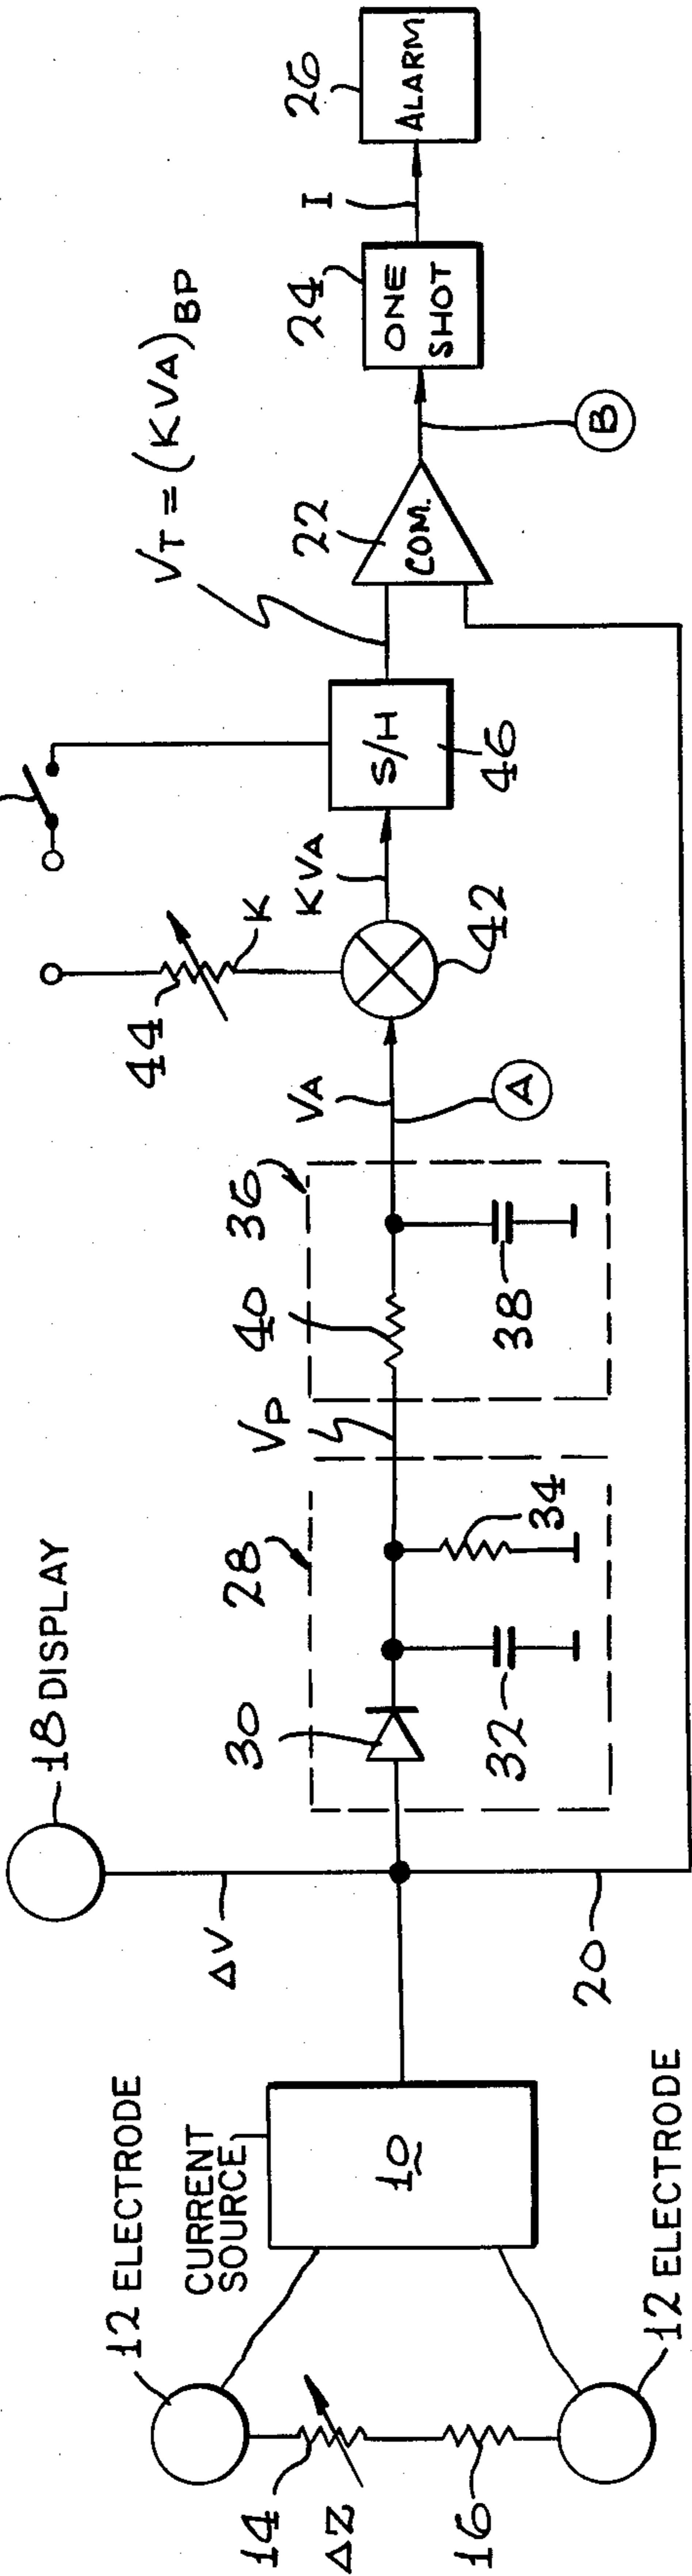 12 ELECTRODE
14
ΔZ
16
12 ELECTRODE
CURRENT
SOURCE
10
18 DISPLAY
ΔV
20
28
30
32
34
VP
36
40
38
VA
A
44
K
42
KVA
S/H
46
VT = (KVA)BP
22
COM.
B
24
ONE
SHOT
I
26
ALARM